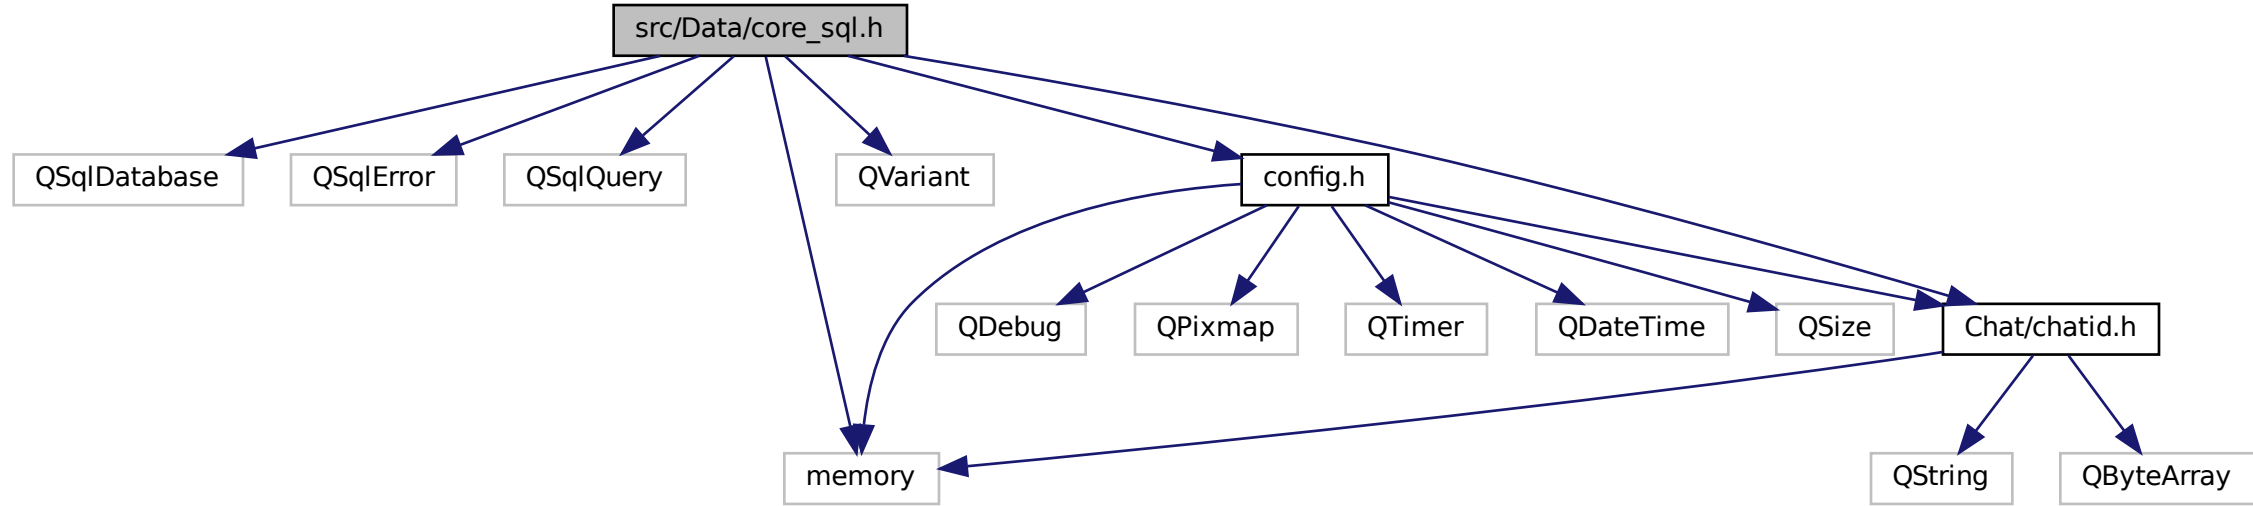 src/Data/core_sql.h
QSqlDatabase
QSqlError
QSqlQuery
QVariant
config.h
QDebug
QPixmap
QTimer
QDateTime
QSize
Chat/chatid.h
memory
QString
QByteArray